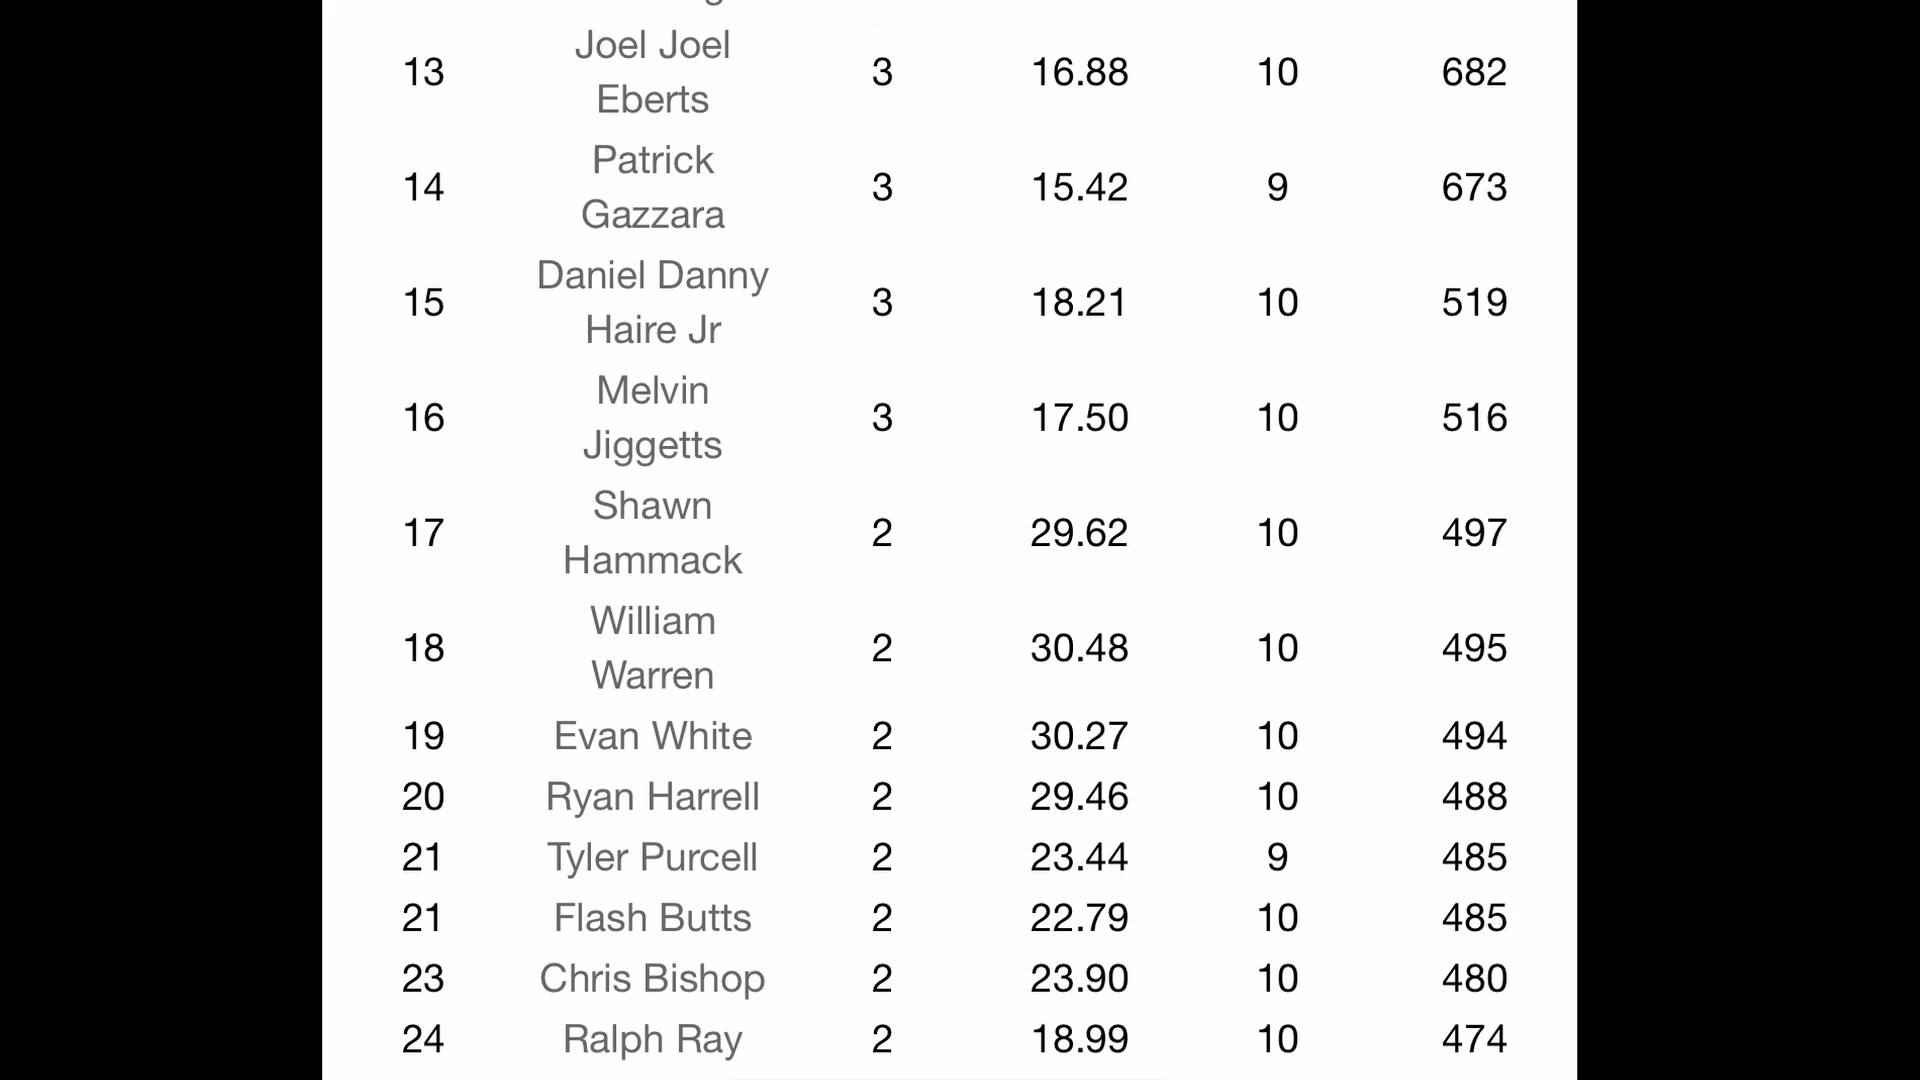 13 Joel Joel Eberts 3 16.88 10 682
14 Patrick Gazzara 3 15.42 9 673
15 Daniel Danny Haire Jr 3 18.21 10 519
16 Melvin Jiggetts 3 17.50 10 516
17 Shawn Hammack 2 29.62 10 497
18 William Warren 2 30.48 10 495
19 Evan White 2 30.27 10 494
20 Ryan Harrell 2 29.46 10 488
21 Tyler Purcell 2 23.44 9 485
21 Flash Butts 2 22.79 10 485
23 Chris Bishop 2 23.90 10 480
24 Ralph Ray 2 18.99 10 474